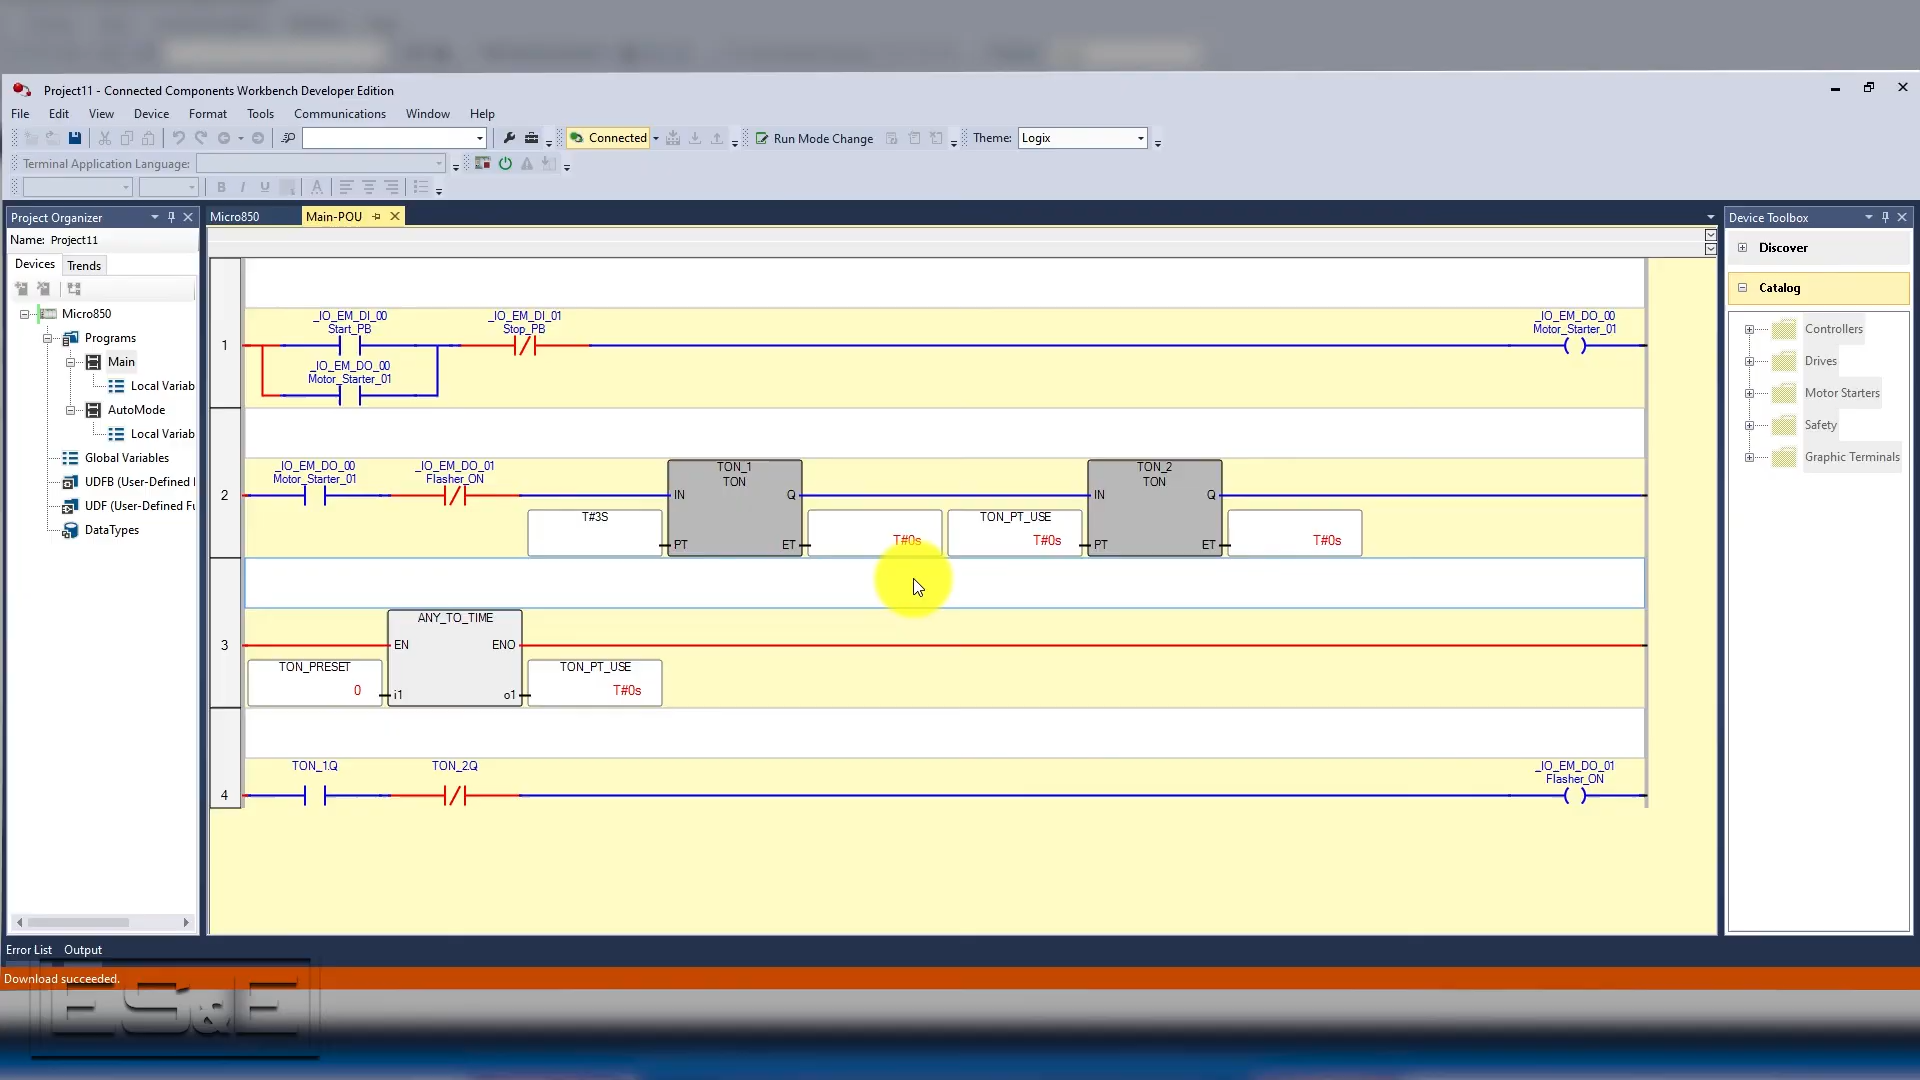 Project11 - Connected Components Workbench Developer Edition
File Edit View Device Format Tools Communications Window Help
Connected Run Mode Change Theme: Logix
Terminal Application Language:
B I U A
Project Organizer
Name: Project11
Devices Trends
Micro850
Programs
Main
Local Variab
AutoMode
Local Variab
Global Variables
UDFB (User-Defined
UDF (User-Defined Fu
DataTypes
Micro850 Main-POU
1
_IO_EM_DI_00
Start_PB
_IO_EM_DI_01
Stop_PB
_IO_EM_DO_00
Motor_Starter_01
_IO_EM_DO_00
Motor_Starter_01
2
_IO_EM_DO_00
Motor_Starter_01
_IO_EM_DO_01
Flasher_ON
TON_1
TON
IN Q
T#3S
PT ET
T#0s
TON_PT_USE
T#0s
TON_2
TON
IN Q
PT ET
T#0s
3
ANY_TO_TIME
EN ENO
TON_PRESET
0
i1 o1
TON_PT_USE
T#0s
4
TON_1.Q
TON_2.Q
_IO_EM_DO_01
Flasher_ON
Device Toolbox
Discover
Catalog
Controllers
Drives
Motor Starters
Safety
Graphic Terminals
Error List Output
Download succeeded.
ES&E